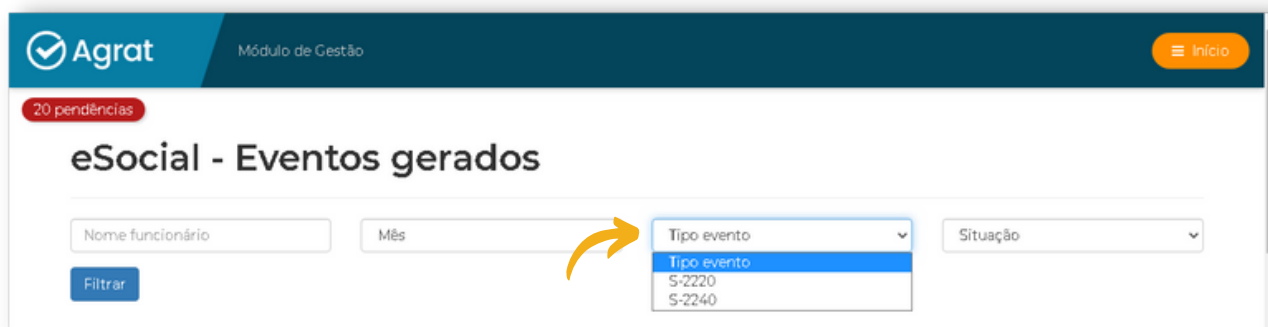 Agrat
Módulo de Gestão
Início
20 pendências
eSocial - Eventos gerados
Nome funcionário
Mês
Tipo evento
Situação
Tipo evento
S-2220
S-2240
Filtrar